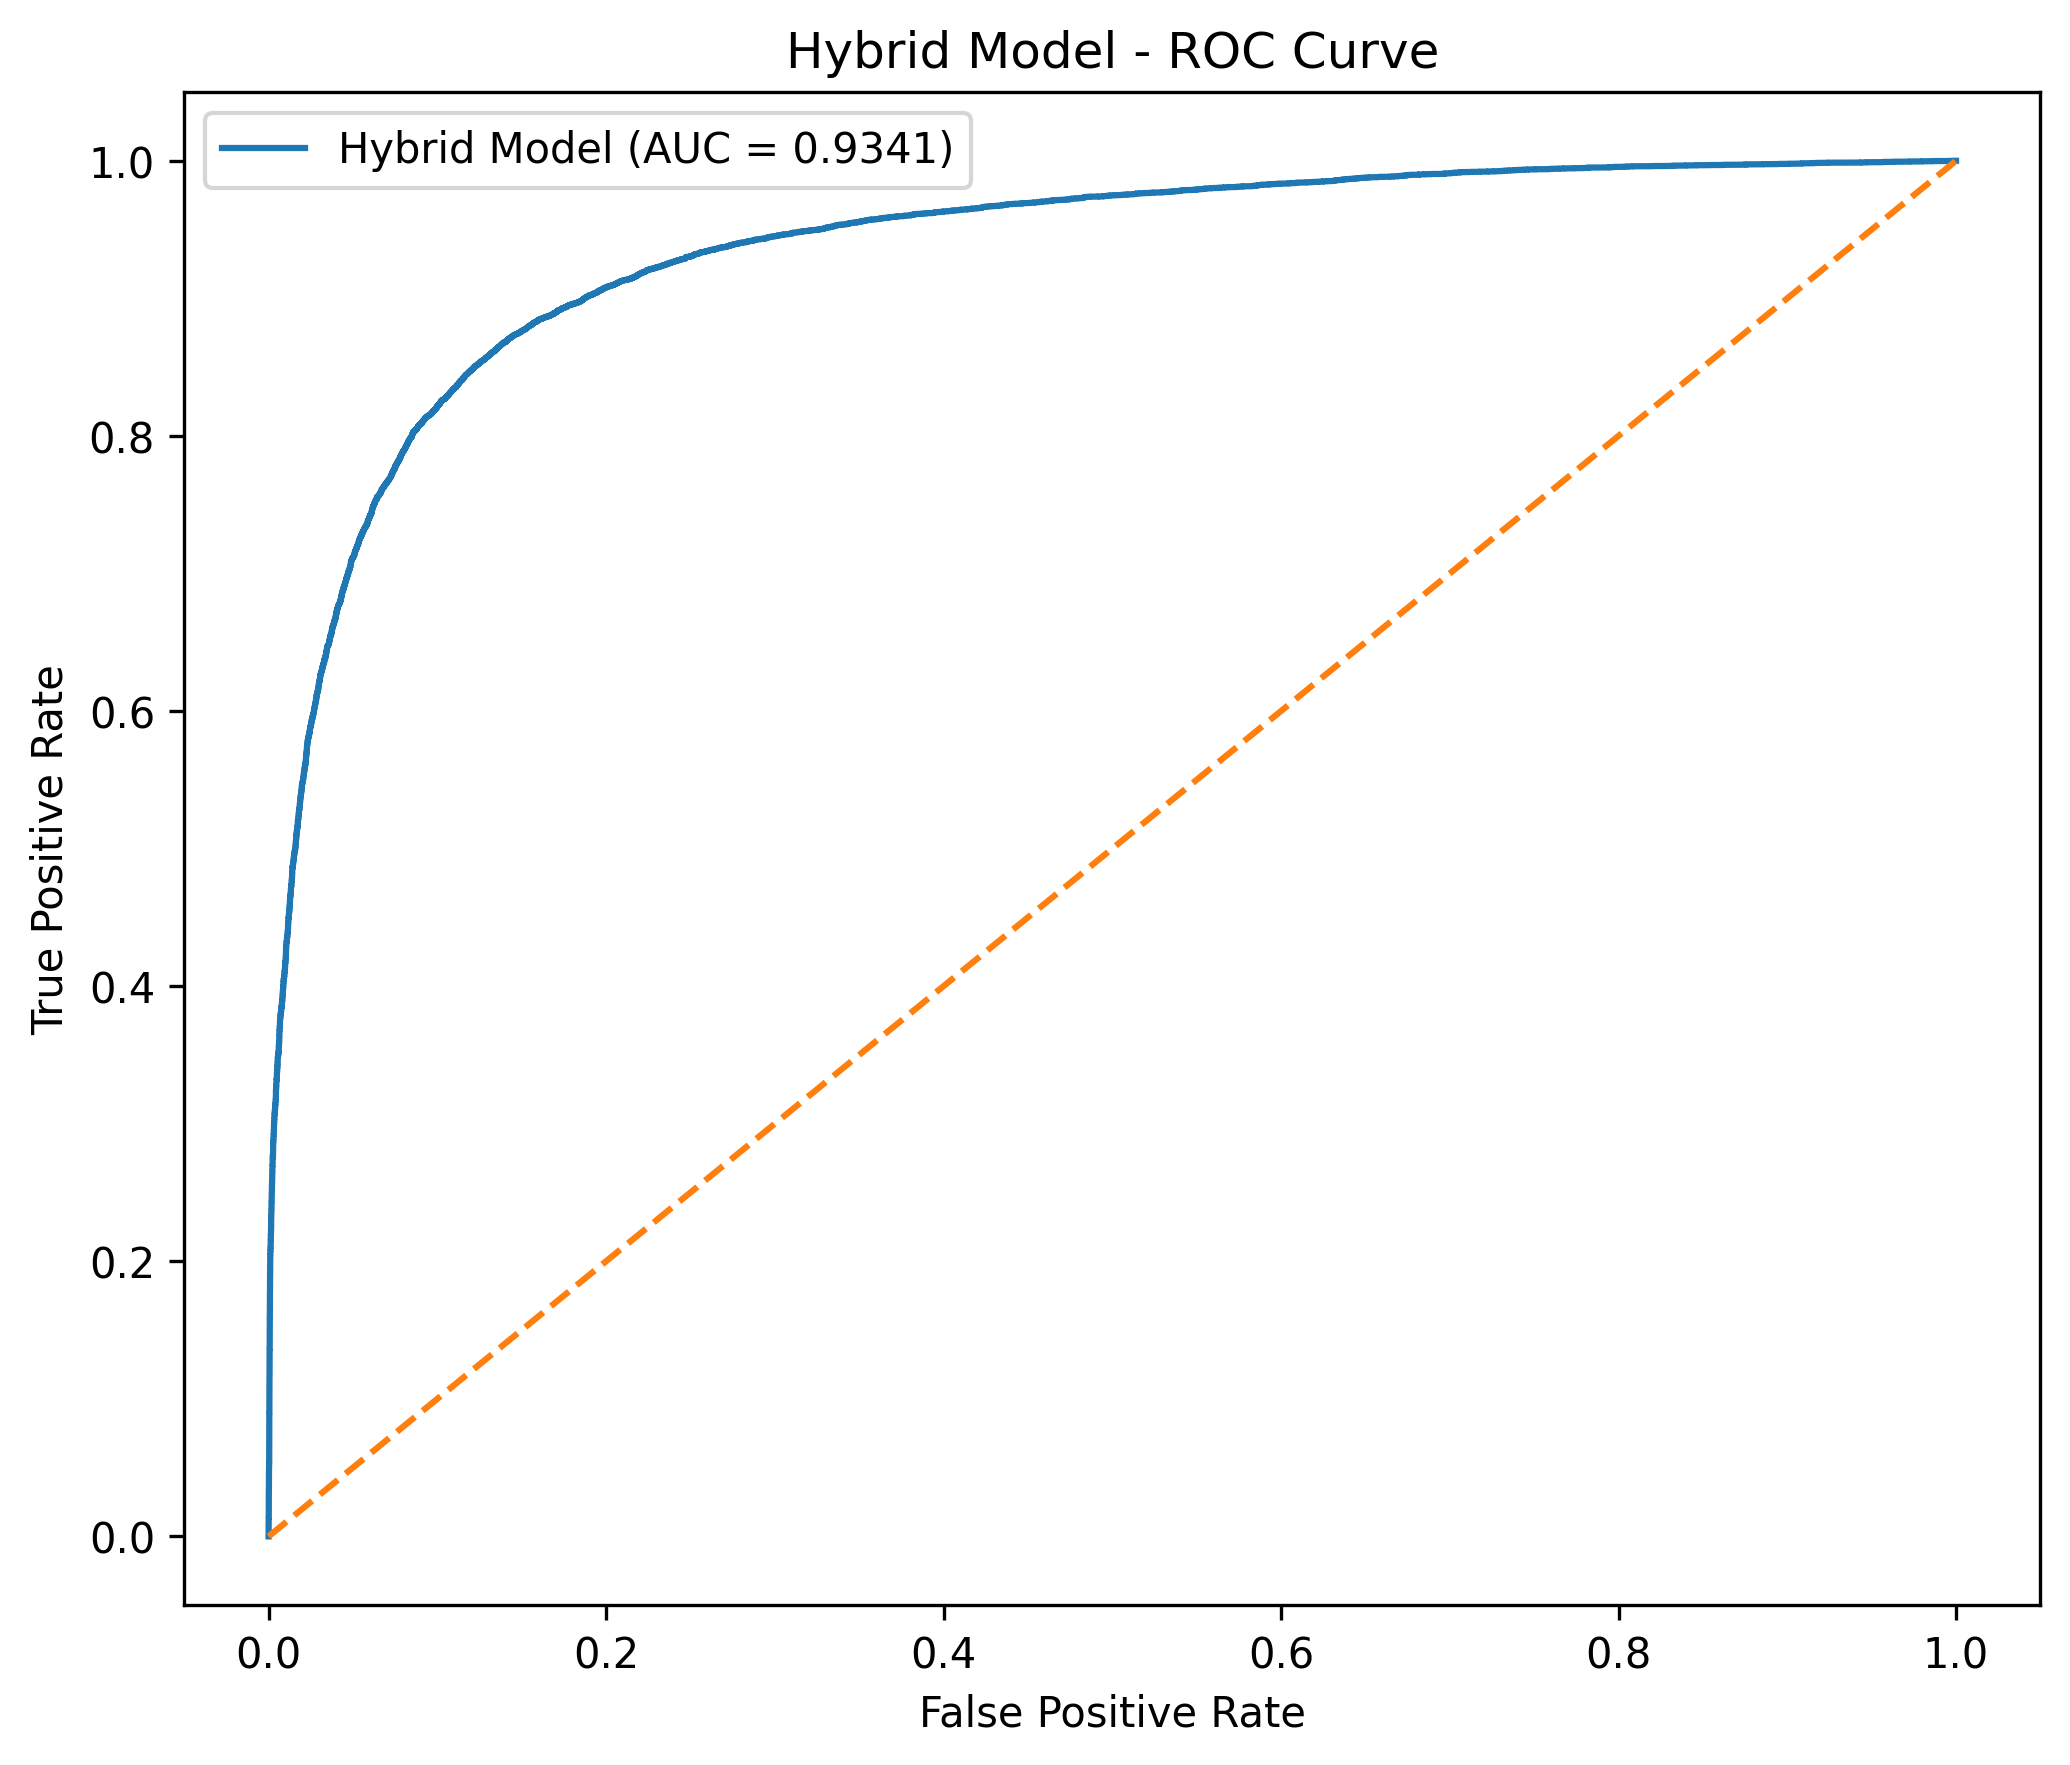 Hybrid Model - ROC Curve
Hybrid Model (AUC = 0.9341)
True Positive Rate
1.0
0.8
0.6
0.4
0.2
0.0
0.0 0.2 0.4 0.6 0.8 1.0
False Positive Rate